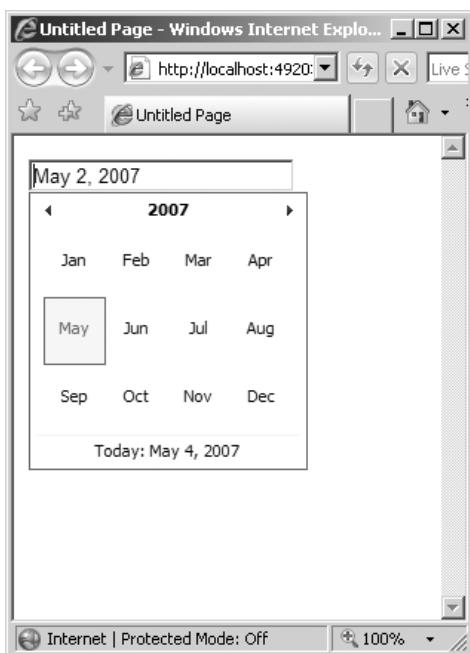 Untitled Page - Windows Internet Explo...
http://localhost:4920
Live S
Untitled Page
May 2, 2007
2007
Jan Feb Mar Apr
May Jun Jul Aug
Sep Oct Nov Dec
Today: May 4, 2007
Internet | Protected Mode: Off 100%